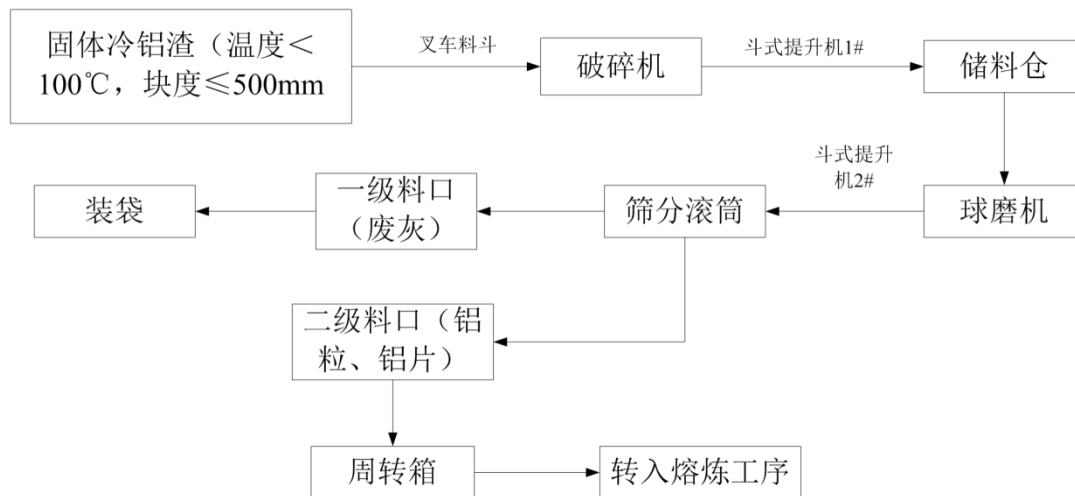 固体冷铝渣（温度＜
100℃，块度≤500mm
叉车料斗
破碎机
斗式提升机1#
储料仓
斗式提升
机2#
球磨机
筛分滚筒
一级料口
（废灰）
装袋
二级料口（铝
粒、铝片）
周转箱
转入熔炼工序